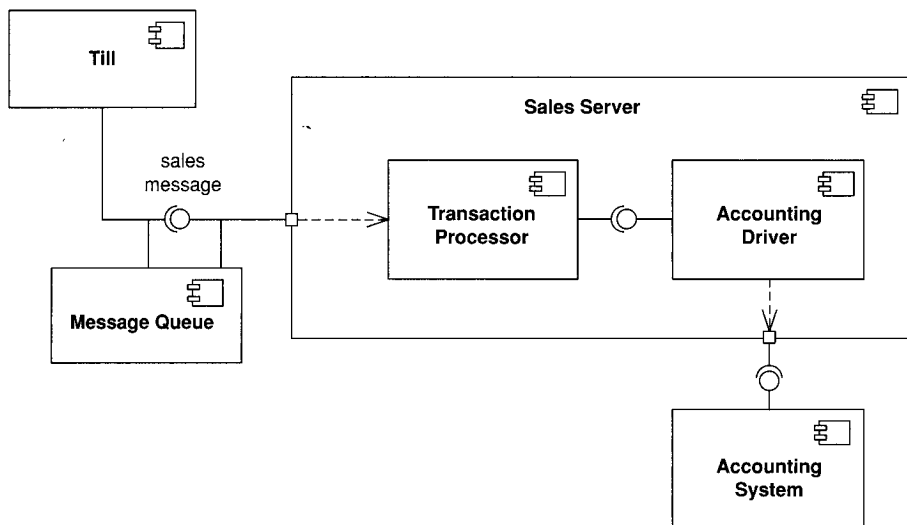 Till
sales
message
Message Queue
Sales Server
Transaction
Processor
Accounting
Driver
Accounting
System